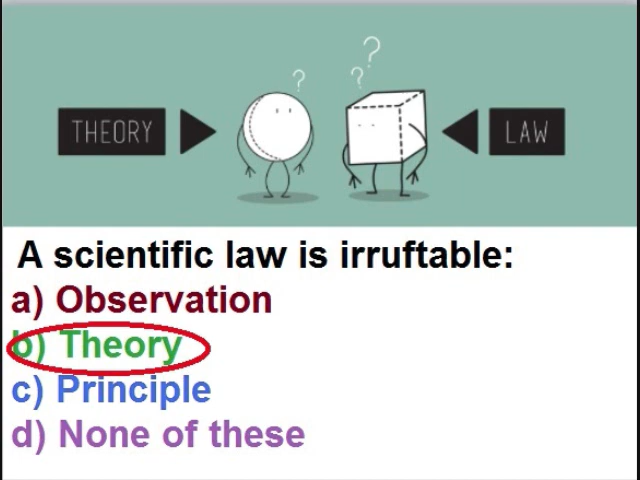 THEORY
LAW
A scientific law is irruftable:
a) Observation
b) Theory
c) Principle
d) None of these